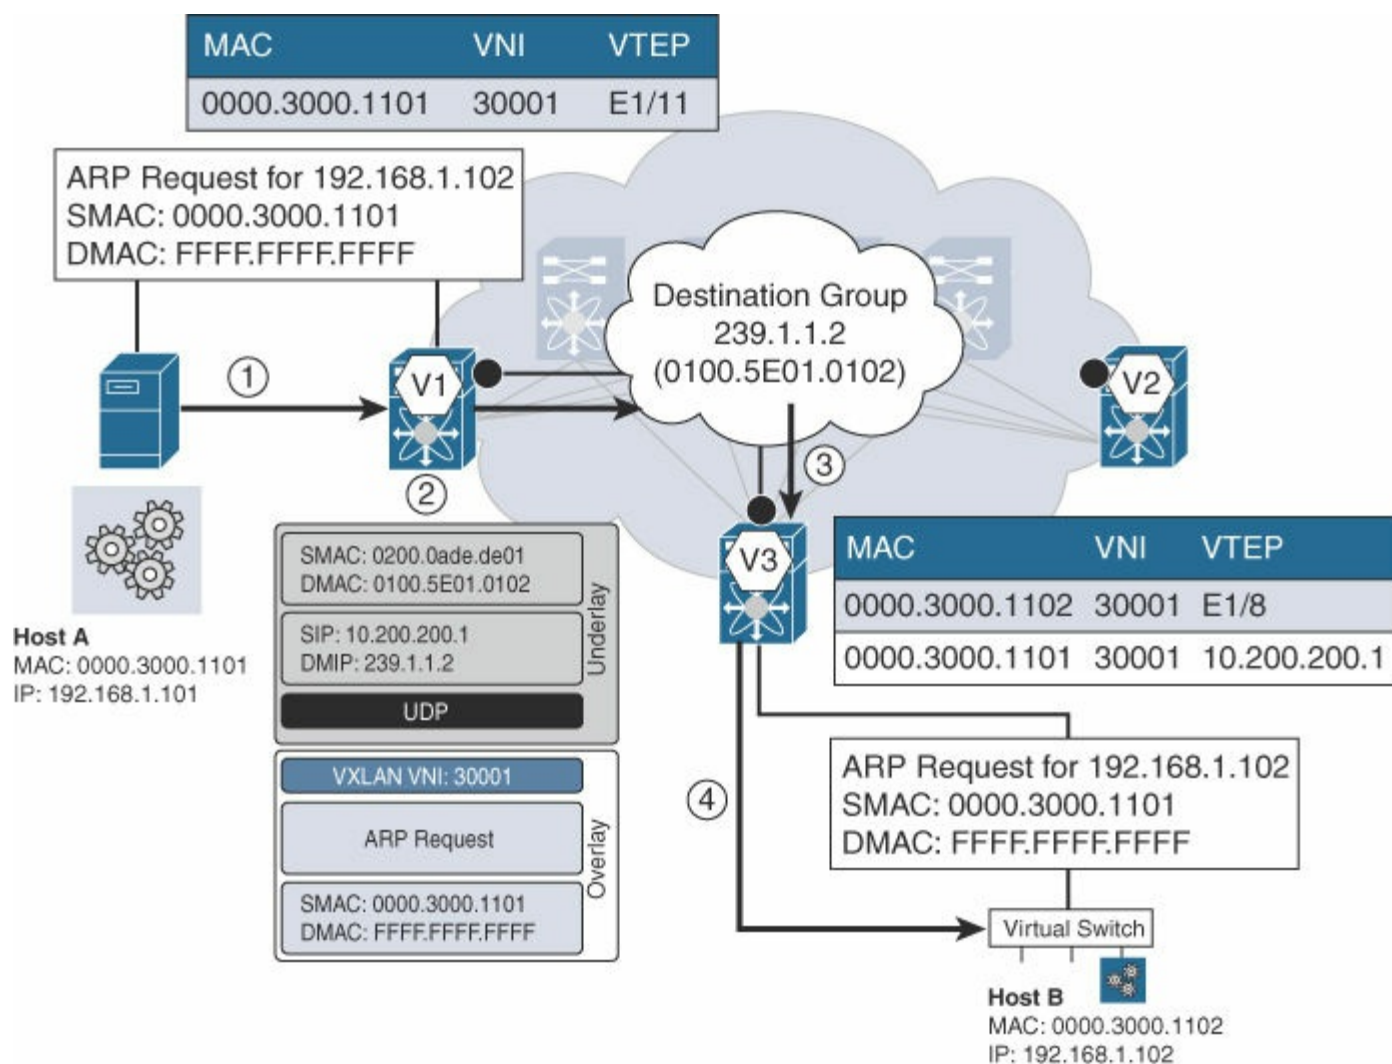 MAC VNI VTEP
0000.3000.1101 30001 E1/11
ARP Request for 192.168.1.102
SMAC: 0000.3000.1101
DMAC: FFFF.FFFF.FFFF
Destination Group
239.1.1.2
(0100.5E01.0102)
1
V1
V2
2
3
V3
SMAC: 0200.0ade.de01
DMAC: 0100.5E01.0102
SIP: 10.200.200.1
DMIP: 239.1.1.2
UDP
Underlay
VXLAN VNI: 30001
ARP Request
SMAC: 0000.3000.1101
DMAC: FFFF.FFFF.FFFF
Overlay
Host A
MAC: 0000.3000.1101
IP: 192.168.1.101
MAC VNI VTEP
0000.3000.1102 30001 E1/8
0000.3000.1101 30001 10.200.200.1
4
ARP Request for 192.168.1.102
SMAC: 0000.3000.1101
DMAC: FFFF.FFFF.FFFF
Virtual Switch
Host B
MAC: 0000.3000.1102
IP: 192.168.1.102